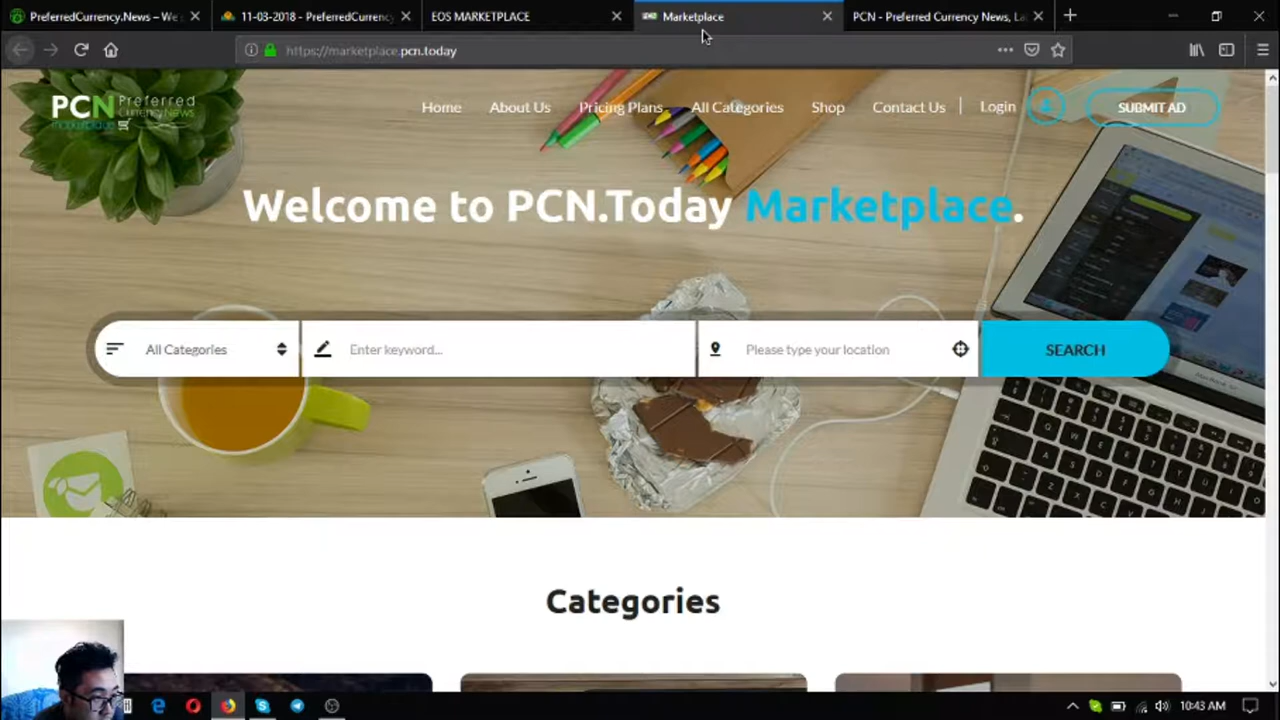 PreferredCurrency.News – We
11-03-2018 - PreferredCurrency
EOS MARKETPLACE
Marketplace
PCN - Preferred Currency News, La
https://marketplace.pcn.today
PCN Preferred
Currency News
marketplace
Home
About Us
Pricing Plans
All Categories
Shop
Contact Us
Login
SUBMIT AD
Welcome to PCN.Today Marketplace.
All Categories
Enter keyword...
Please type your location
SEARCH
Categories
10:43 AM